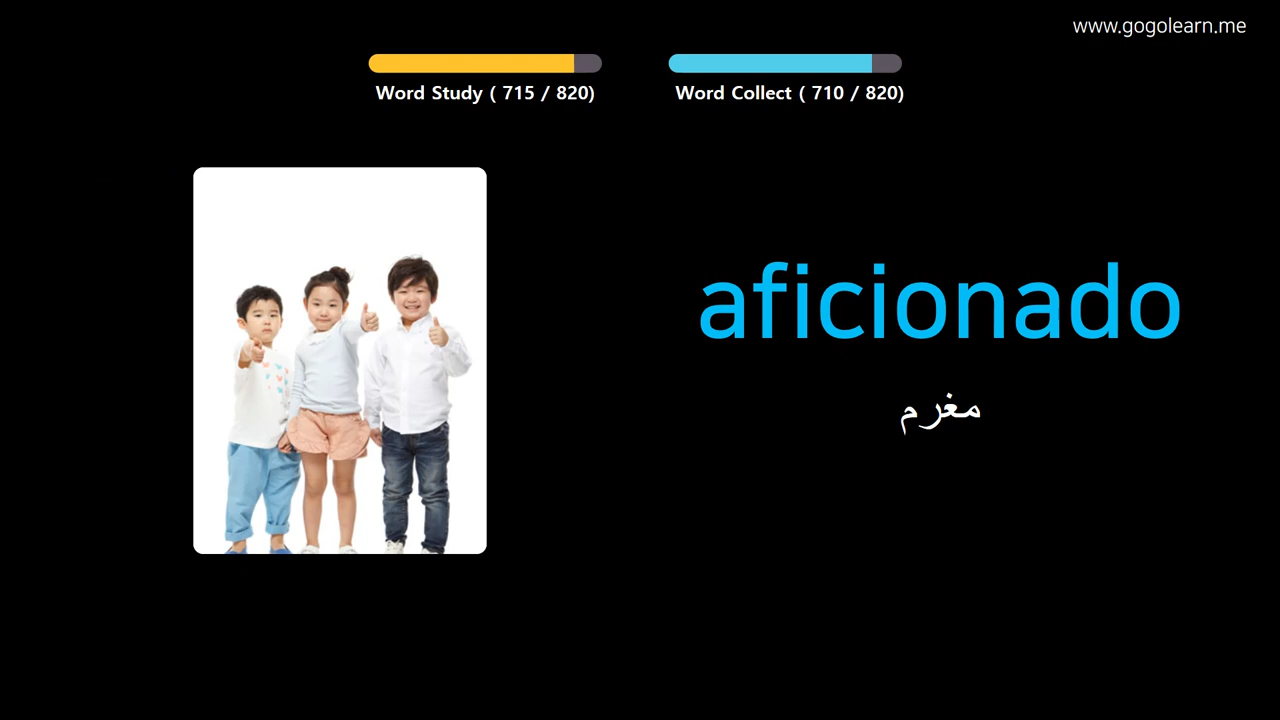 www.gogolearn.me
Word Study ( 715 / 820)
Word Collect ( 710 / 820)
aficionado
مغرم